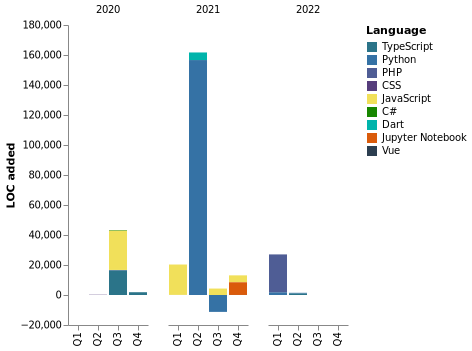 2020 2021 2022
Language
TypeScript
Python
PHP
CSS
JavaScript
C#
Dart
Jupyter Notebook
Vue
LOC added
180,000
160,000
140,000
120,000
100,000
80,000
60,000
40,000
20,000
0
−20,000
Q1 Q2 Q3 Q4 Q1 Q2 Q3 Q4 Q1 Q2 Q3 Q4